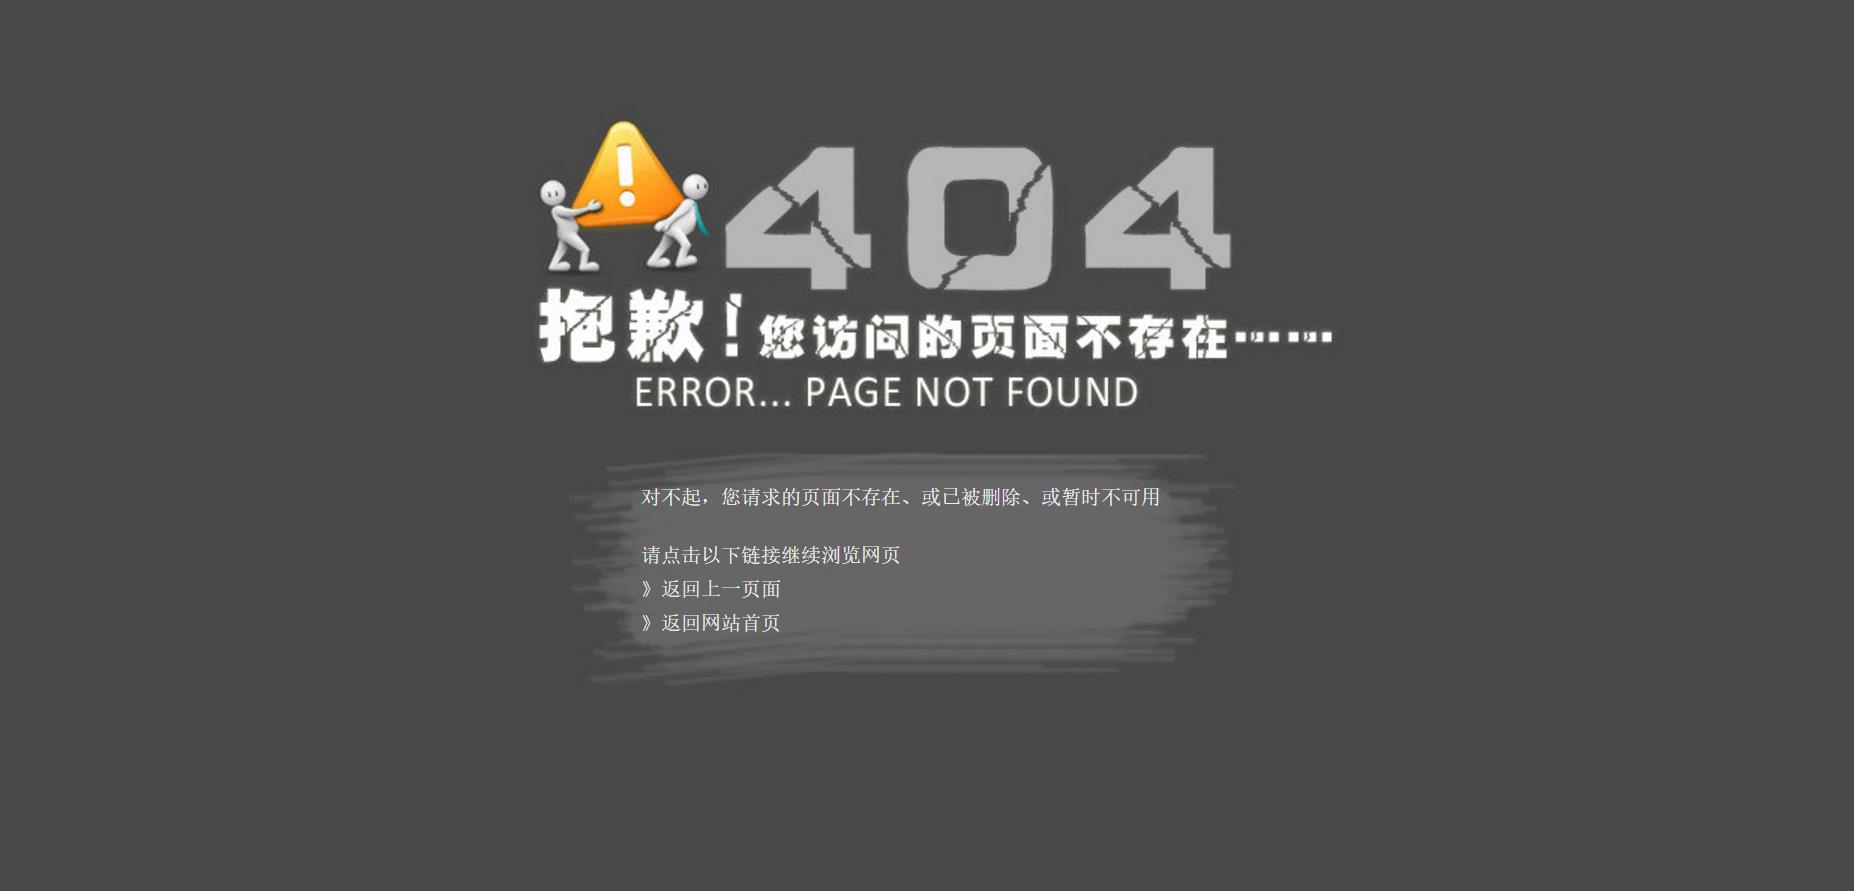 404
抱歉！您访问的页面不存在……
ERROR... PAGE NOT FOUND
对不起，您请求的页面不存在、或已被删除、或暂时不可用
请点击以下链接继续浏览网页
》返回上一页面
》返回网站首页